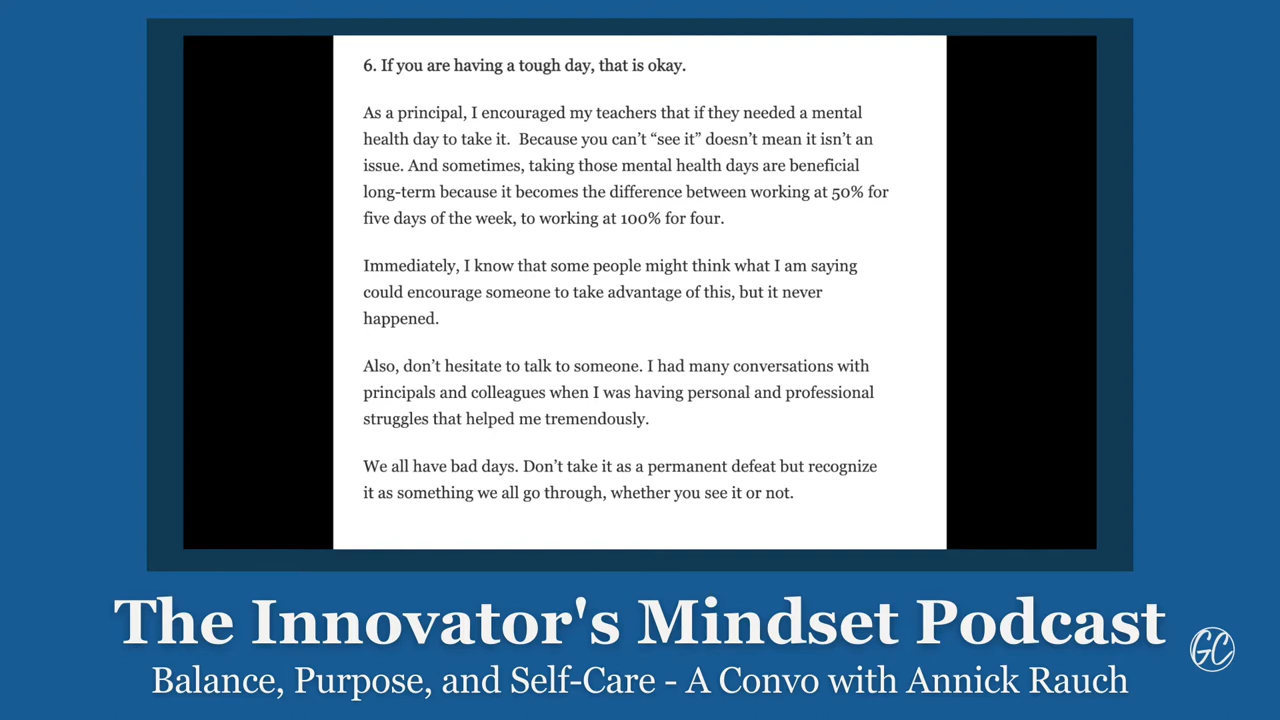 6. If you are having a tough day, that is okay.
As a principal, I encouraged my teachers that if they needed a mental
health day to take it.  Because you can’t “see it” doesn’t mean it isn’t an
issue. And sometimes, taking those mental health days are beneficial
long-term because it becomes the difference between working at 50% for
five days of the week, to working at 100% for four.
Immediately, I know that some people might think what I am saying
could encourage someone to take advantage of this, but it never
happened.
Also, don’t hesitate to talk to someone. I had many conversations with
principals and colleagues when I was having personal and professional
struggles that helped me tremendously.
We all have bad days. Don’t take it as a permanent defeat but recognize
it as something we all go through, whether you see it or not.
The Innovator's Mindset Podcast
GC
Balance, Purpose, and Self-Care - A Convo with Annick Rauch